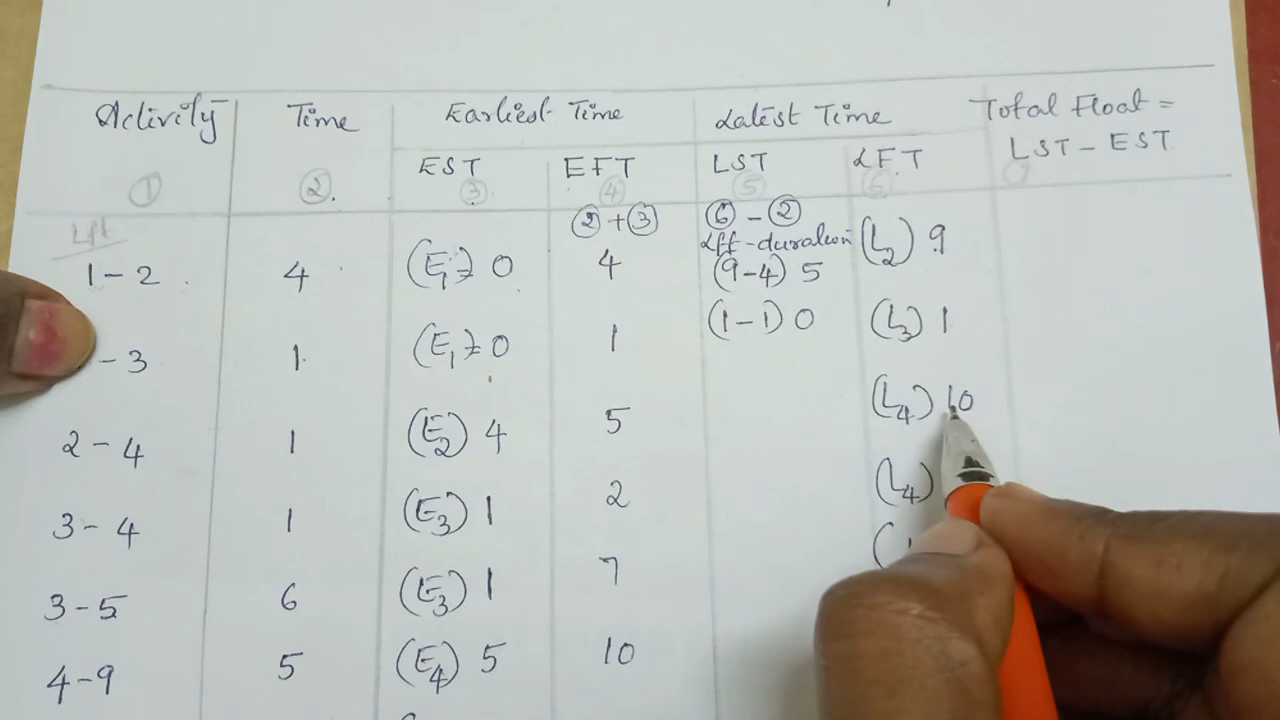 Activity Time Earliest Time Latest Time Total Float =
EST EFT LST LFT LST - EST
① ② ③ ④ ⑤ ⑥ 7
②+③ ⑥-②
Lft Lft-duration
1-2 4 (E1)=0 4 (9-4) 5 (L2) 9
-3 1 (E1)=0 1 (1-1) 0 (L3) 1
2-4 1 (E2) 4 5 (L4) 10
3-4 1 (E3) 1 2 (L4)
3-5 6 (E3) 1 7
4-9 5 (E4) 5 10